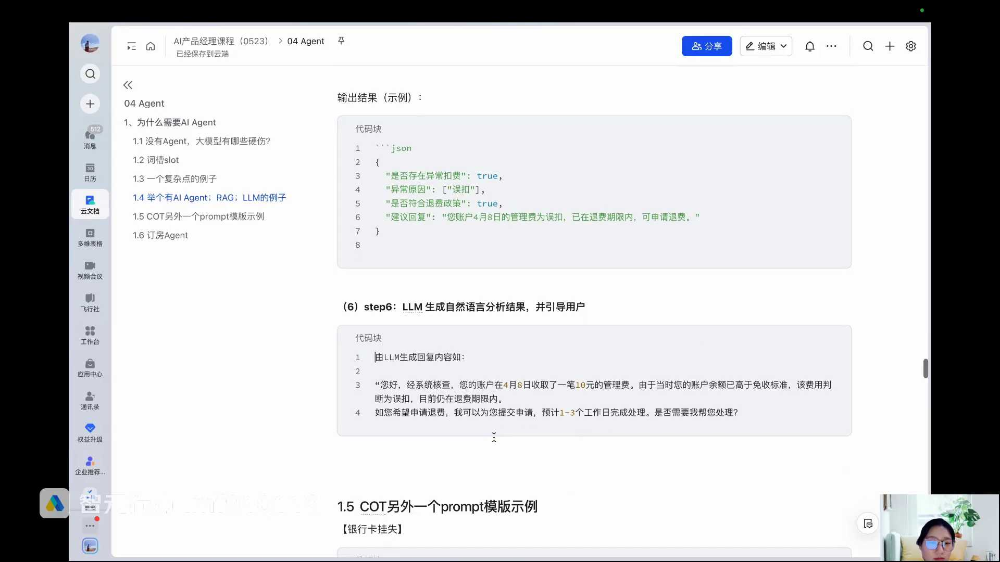 AI产品经理课程（0523） > 04 Agent
已经保存到云端
分享
编辑
512
消息
30
日历
云文档
多维表格
视频会议
飞行社
工作台
应用中心
通讯录
权益升级
企业推荐...
04 Agent
1、为什么需要AI Agent
1.1 没有Agent，大模型有哪些硬伤？
1.2 词槽slot
1.3 一个复杂点的例子
1.4 举个有AI Agent；RAG；LLM的例子
1.5 COT另外一个prompt模版示例
1.6 订房Agent
输出结果（示例）：
代码块
1 ```json
2 {
3 "是否存在异常扣费": true,
4 "异常原因": ["误扣"],
5 "是否符合退费政策": true,
6 "建议回复": "您账户4月8日的管理费为误扣，已在退费期限内，可申请退费。"
7 }
8
（6）step6：LLM 生成自然语言分析结果，并引导用户
代码块
1 由LLM生成回复内容如：
2
3 “您好，经系统核查，您的账户在4月8日收取了一笔10元的管理费。由于当时您的账户余额已高于免收标准，该费用判
断为误扣，目前仍在退费期限内。
4 如您希望申请退费，我可以为您提交申请，预计1-3个工作日完成处理。是否需要我帮您处理？
1.5 COT另外一个prompt模版示例
【银行卡挂失】